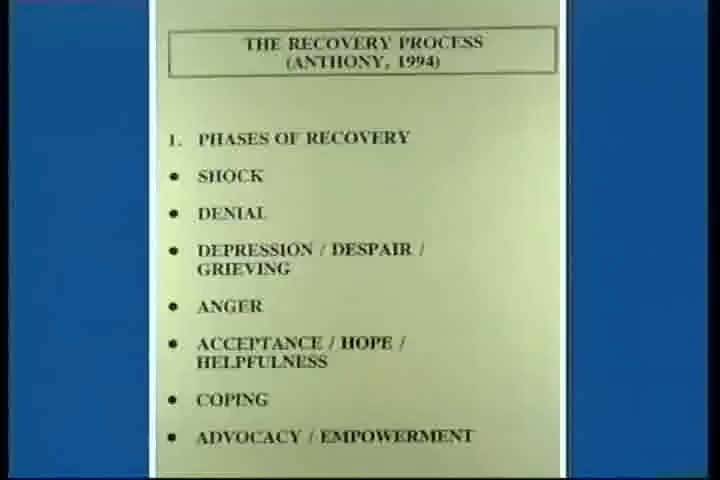 THE RECOVERY PROCESS
(ANTHONY, 1994)
1. PHASES OF RECOVERY
● SHOCK
● DENIAL
● DEPRESSION / DESPAIR /
GRIEVING
● ANGER
● ACCEPTANCE / HOPE /
HELPFULNESS
● COPING
● ADVOCACY / EMPOWERMENT